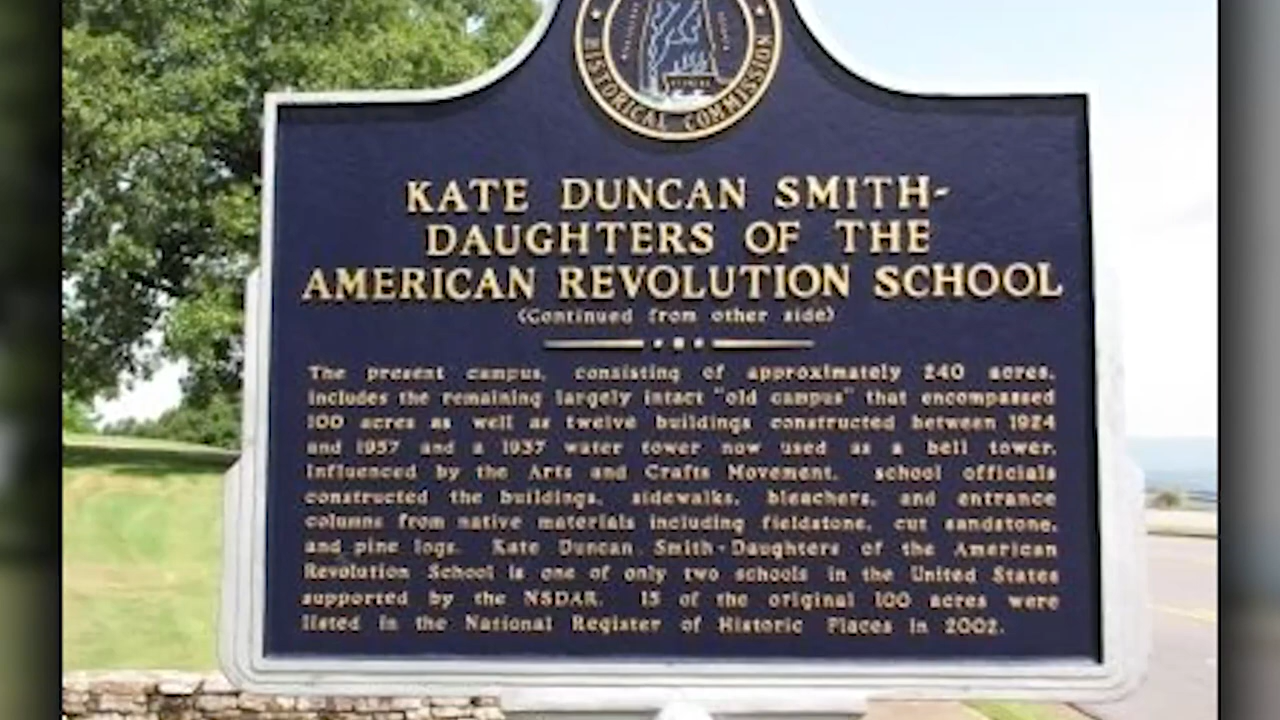 HISTORICAL COMMISSION
KATE DUNCAN SMITH-
DAUGHTERS OF THE
AMERICAN REVOLUTION SCHOOL
(Continued from other side)
The present campus, consisting of approximately 240 acres,
includes the remaining largely intact "old campus" that encompassed
100 acres as well as twelve buildings constructed between 1924
and 1957 and a 1937 water tower now used as a bell tower.
Influenced by the Arts and Crafts Movement, school officials
constructed the buildings, sidewalks, bleachers, and entrance
columns from native materials including fieldstone, cut sandstone,
and pine logs. Kate Duncan Smith-Daughters of the American
Revolution School is one of only two schools in the United States
supported by the NSDAR. 15 of the original 100 acres were
listed in the National Register of Historic Places in 2002.